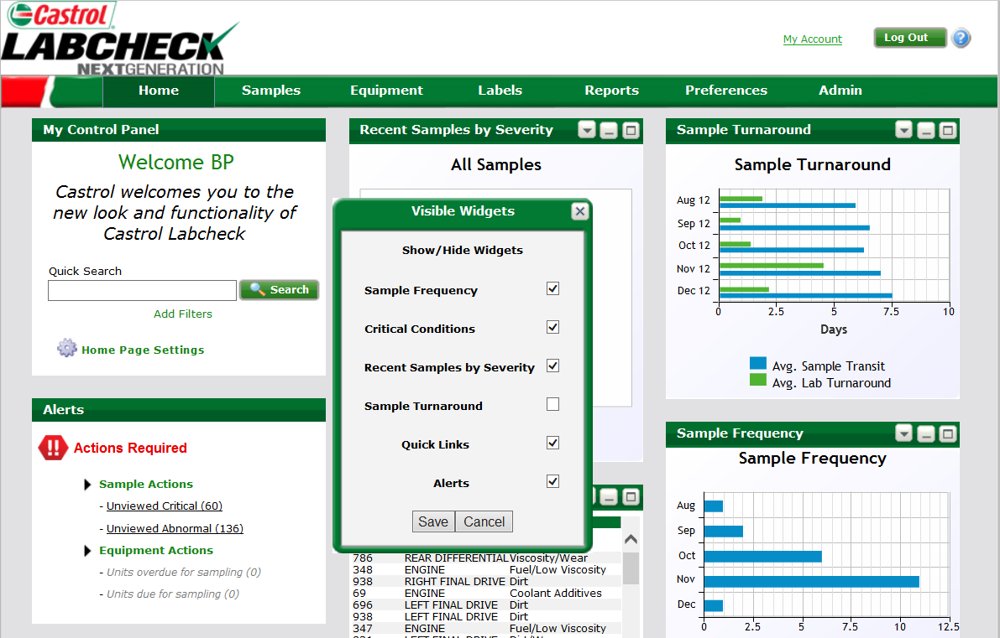 Castrol
LABCHECK
NEXTGENERATION
My Account
Log Out
?
Home
Samples
Equipment
Labels
Reports
Preferences
Admin
My Control Panel
Welcome BP
Castrol welcomes you to the
new look and functionality of
Castrol Labcheck
Quick Search
Search
Add Filters
Home Page Settings
Alerts
!!
Actions Required
Sample Actions
- Unviewed Critical (60)
- Unviewed Abnormal (136)
Equipment Actions
- Units overdue for sampling (0)
- Units due for sampling (0)
Recent Samples by Severity
All Samples
Visible Widgets
Show/Hide Widgets
Sample Frequency
Critical Conditions
Recent Samples by Severity
Sample Turnaround
Quick Links
Alerts
Save
Cancel
786 REAR DIFFERENTIAL Viscosity/Wear
348 ENGINE Fuel/Low Viscosity
938 RIGHT FINAL DRIVE Dirt
69 ENGINE Coolant Additives
696 LEFT FINAL DRIVE Dirt
938 LEFT FINAL DRIVE Dirt
347 ENGINE Fuel/Low Viscosity
Sample Turnaround
Sample Turnaround
Aug 12
Sep 12
Oct 12
Nov 12
Dec 12
0 2.5 5 7.5 10
Days
Avg. Sample Transit
Avg. Lab Turnaround
Sample Frequency
Sample Frequency
Aug
Sep
Oct
Nov
Dec
0 2.5 5 7.5 10 12.5